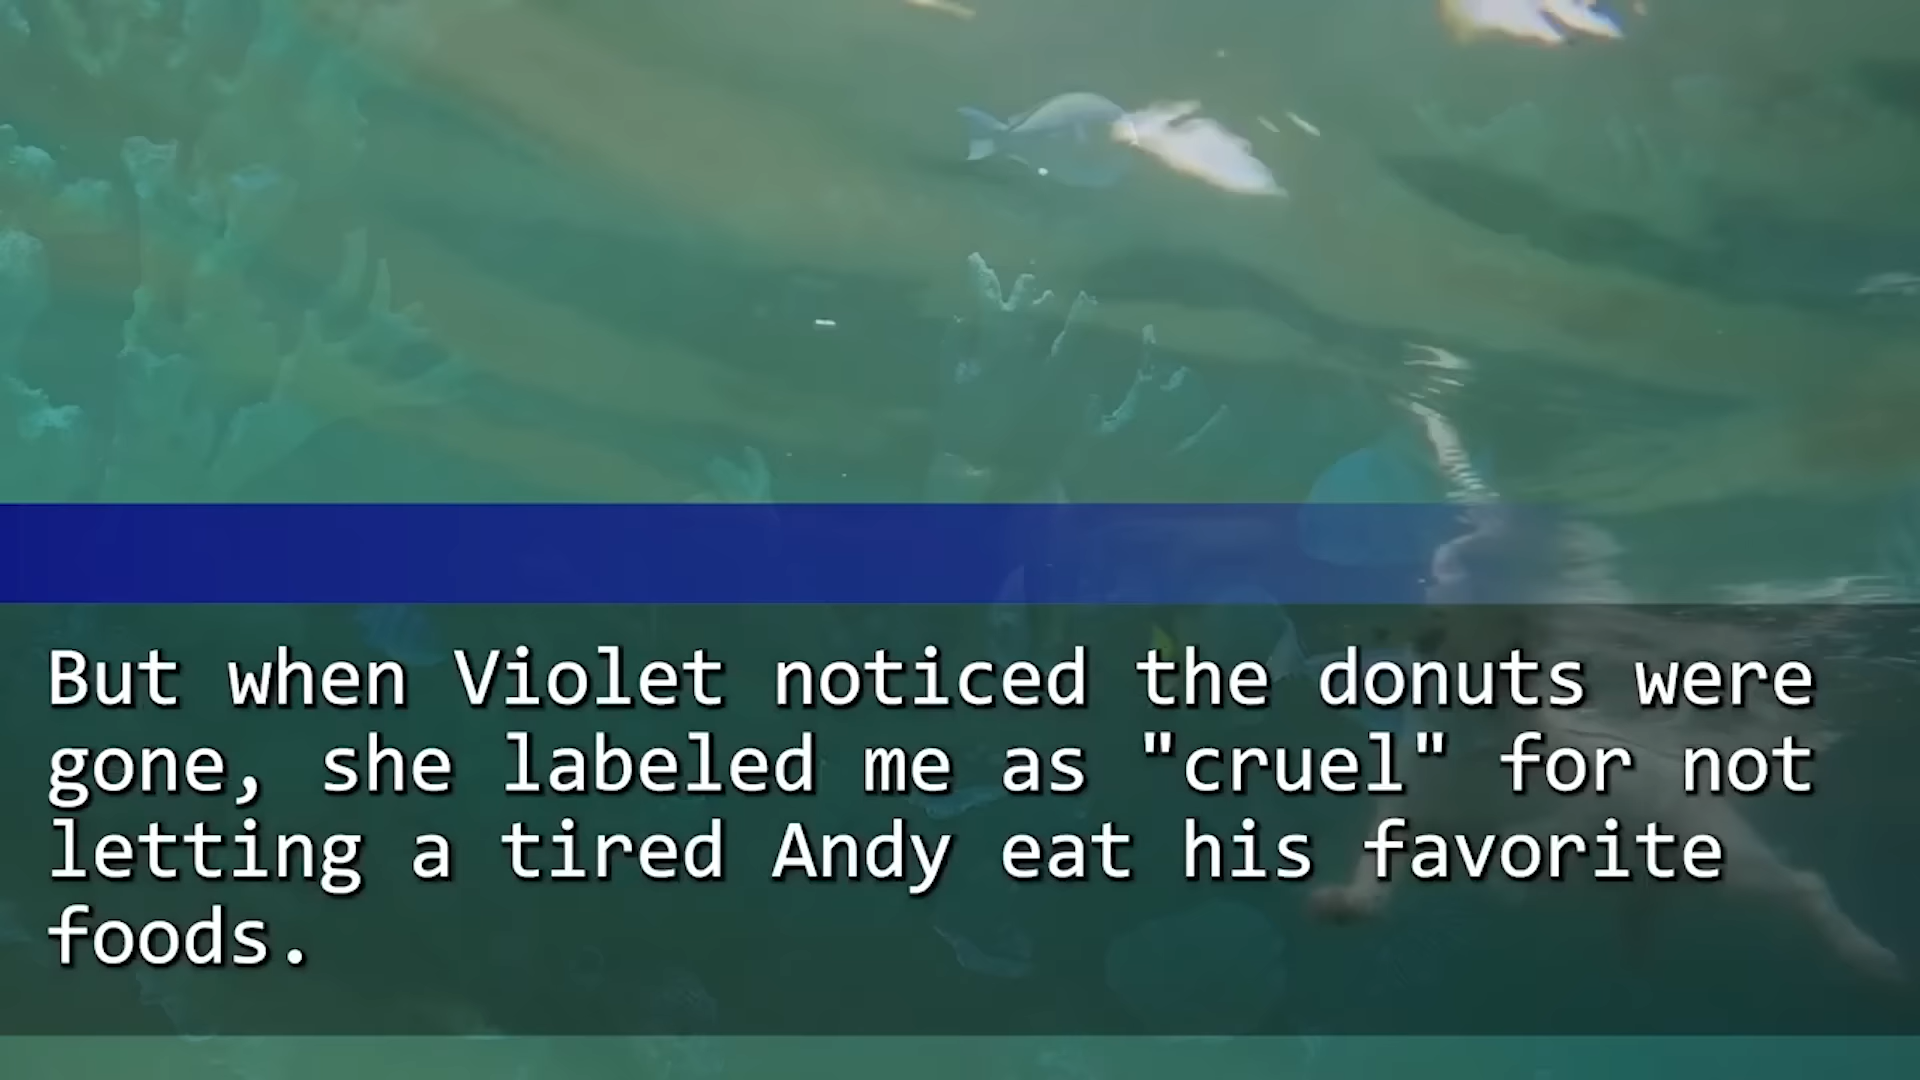 But when Violet noticed the donuts were
gone, she labeled me as "cruel" for not
letting a tired Andy eat his favorite
foods.